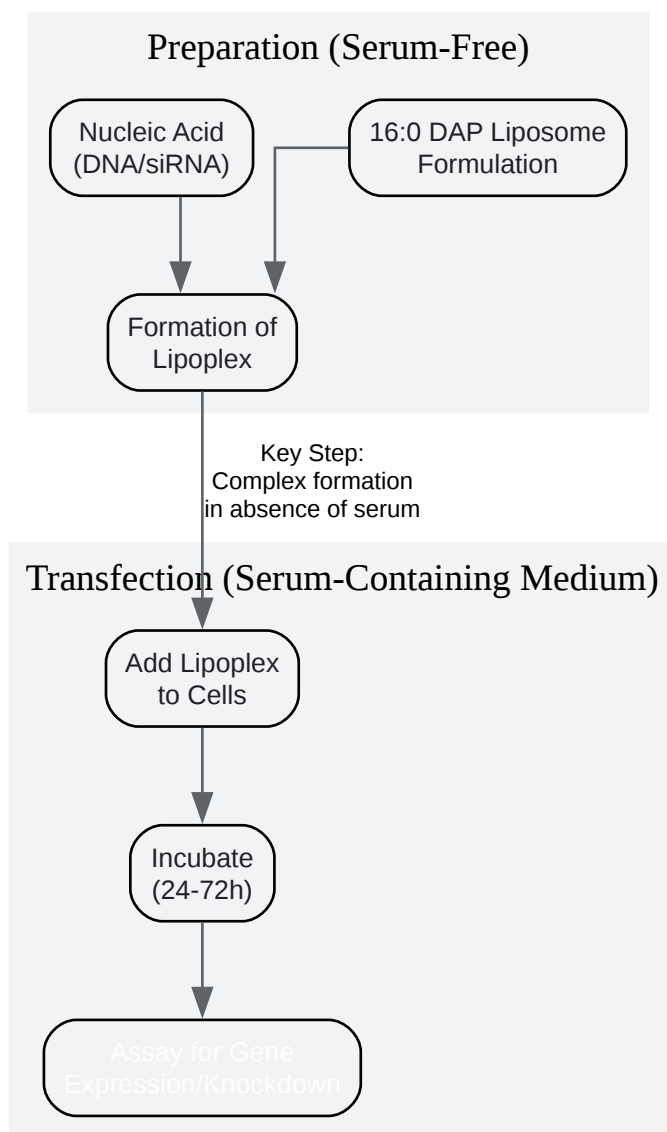 Preparation (Serum-Free)
Nucleic Acid
(DNA/siRNA)
16:0 DAP Liposome
Formulation
Formation of
Lipoplex
Key Step:
Complex formation
in absence of serum
Transfection (Serum-Containing Medium)
Add Lipoplex
to Cells
Incubate
(24-72h)
Assay for Gene
Expression/Knockdown